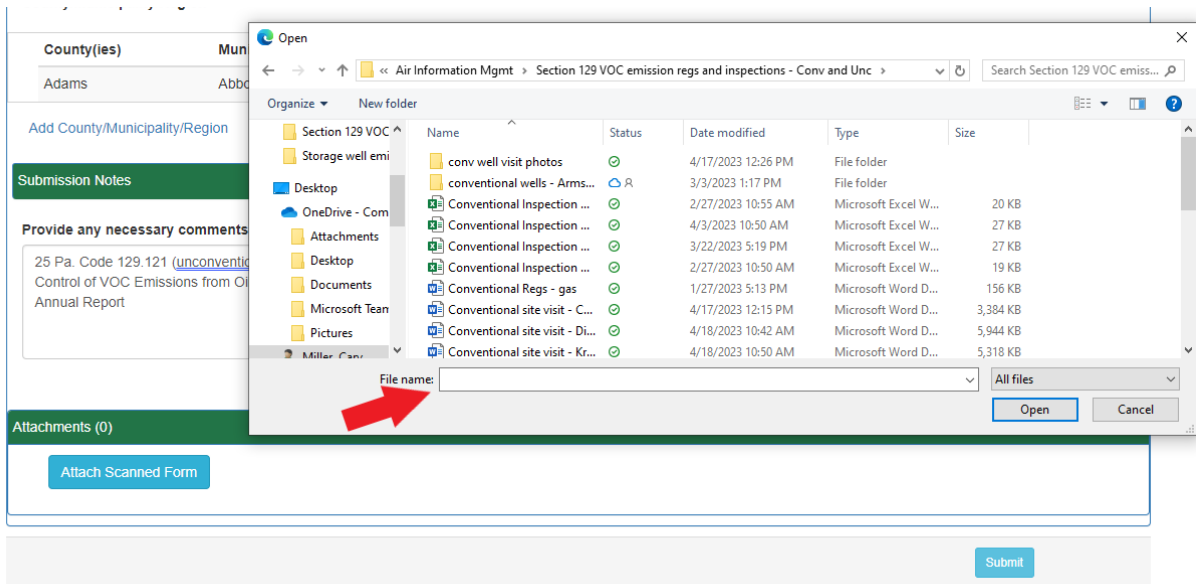 Open
« Air Information Mgmt > Section 129 VOC emission regs and inspections - Conv and Unc >
Search Section 129 VOC emiss...
Organize New folder
County(ies) Muni
Adams Abbo
Add County/Municipality/Region
Submission Notes
Provide any necessary comments
25 Pa. Code 129.121 (unconventio
Control of VOC Emissions from Oi
Annual Report
Section 129 VOC
Storage well emi
Desktop
OneDrive - Com
Attachments
Desktop
Documents
Microsoft Team
Pictures
Miller, Cary
Name Status Date modified Type Size
conv well visit photos 4/17/2023 12:26 PM File folder
conventional wells - Arms... 3/3/2023 1:17 PM File folder
Conventional Inspection ... 2/27/2023 10:55 AM Microsoft Excel W... 20 KB
Conventional Inspection ... 4/3/2023 10:50 AM Microsoft Excel W... 27 KB
Conventional Inspection ... 3/22/2023 5:19 PM Microsoft Excel W... 27 KB
Conventional Inspection ... 2/27/2023 10:50 AM Microsoft Excel W... 19 KB
Conventional Regs - gas 1/27/2023 5:13 PM Microsoft Word D... 156 KB
Conventional site visit - C... 4/17/2023 12:15 PM Microsoft Word D... 3,384 KB
Conventional site visit - Di... 4/18/2023 10:42 AM Microsoft Word D... 5,944 KB
Conventional site visit - Kr... 4/18/2023 10:50 AM Microsoft Word D... 5,318 KB
File name: All files
Open Cancel
Attachments (0)
Attach Scanned Form
Submit